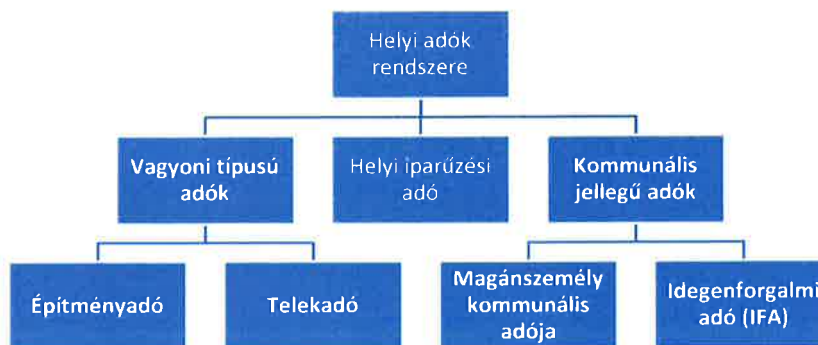 Helyi adók
rendszere
Vagyoni típusú
adók
Helyi iparűzési
adó
Kommunális
jellegű adók
Építményadó
Telekadó
Magánszemély
kommunális
adója
Idegenforgalmi
adó (IFA)